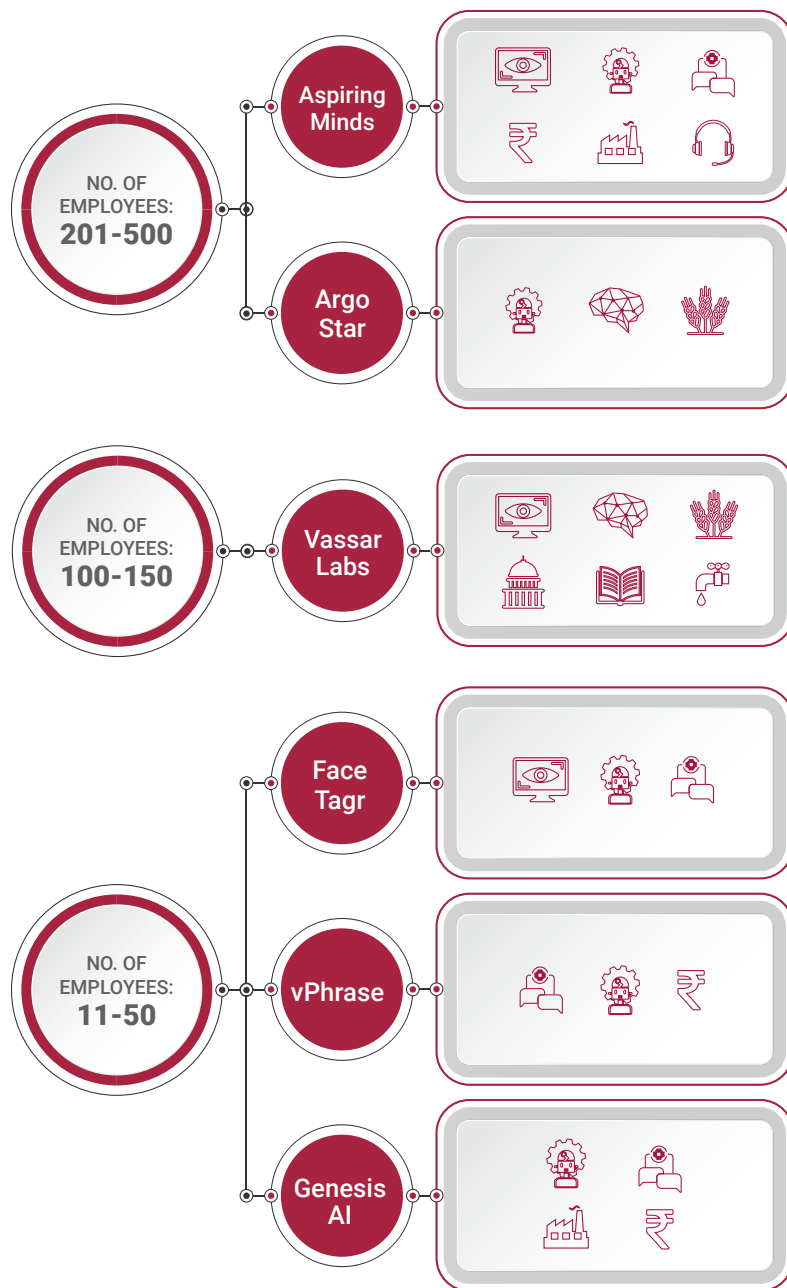 NO. OF
EMPLOYEES:
201-500
Aspiring
Minds
Argo
Star
NO. OF
EMPLOYEES:
100-150
Vassar
Labs
NO. OF
EMPLOYEES:
11-50
Face
Tagr
vPhrase
Genesis
AI